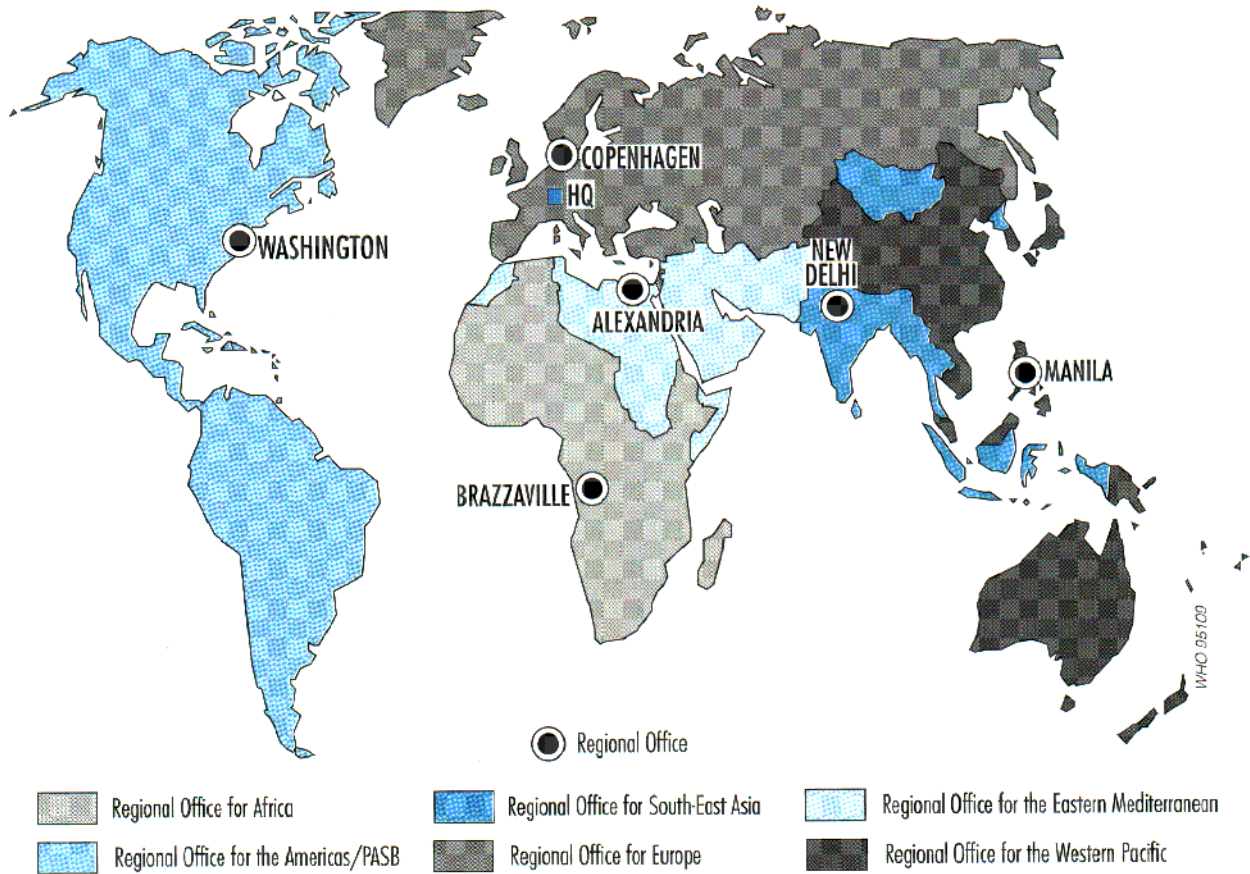 COPENHAGEN
HQ
WASHINGTON
NEW
DELHI
ALEXANDRIA
MANILA
BRAZZAVILLE
WHO 95109
Regional Office
Regional Office for Africa
Regional Office for South-East Asia
Regional Office for the Eastern Mediterranean
Regional Office for the Americas/PASB
Regional Office for Europe
Regional Office for the Western Pacific